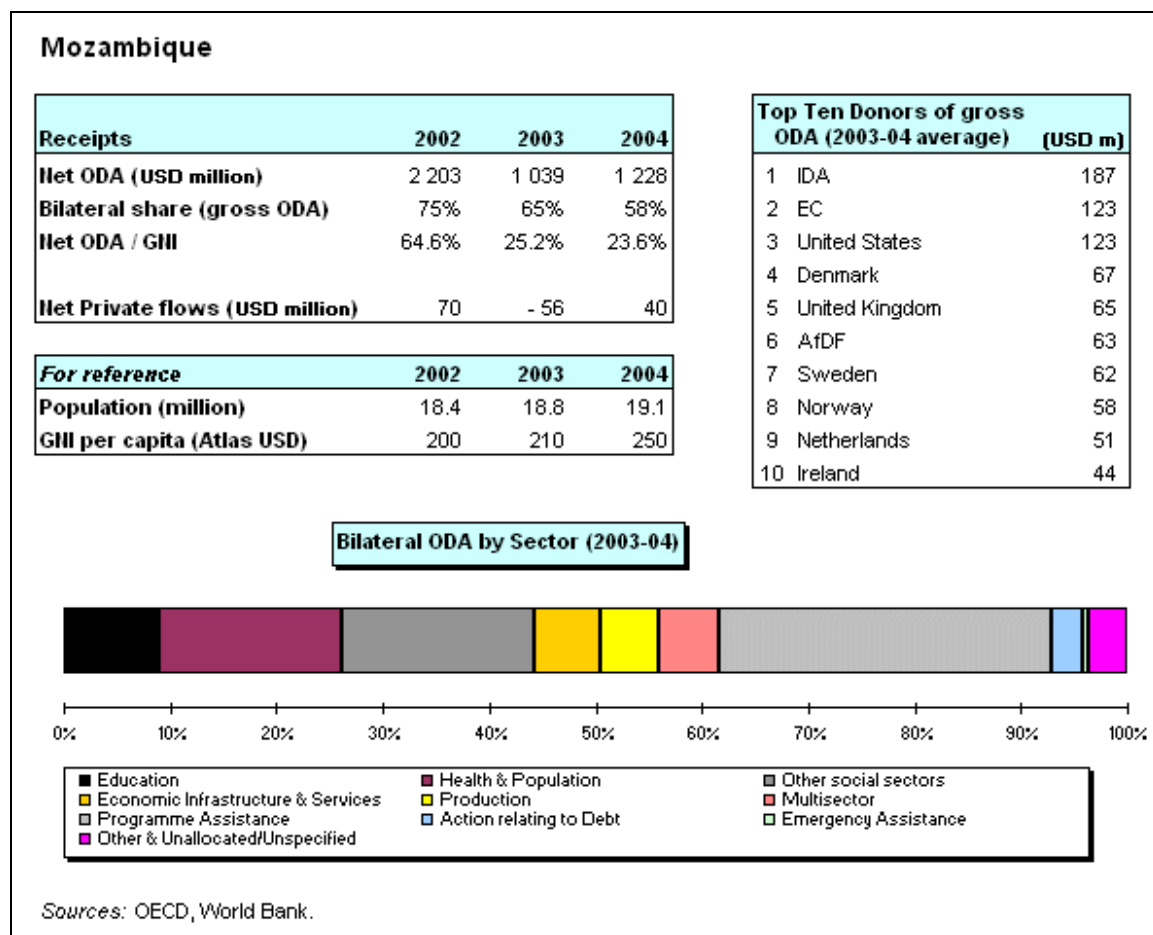 Mozambique
Receipts 2002 2003 2004
Net ODA (USD million) 2 203 1 039 1 228
Bilateral share (gross ODA) 75% 65% 58%
Net ODA / GNI 64.6% 25.2% 23.6%
Net Private flows (USD million) 70 - 56 40
For reference 2002 2003 2004
Population (million) 18.4 18.8 19.1
GNI per capita (Atlas USD) 200 210 250
Top Ten Donors of gross
ODA (2003-04 average) (USD m)
1 IDA 187
2 EC 123
3 United States 123
4 Denmark 67
5 United Kingdom 65
6 AfDF 63
7 Sweden 62
8 Norway 58
9 Netherlands 51
10 Ireland 44
Bilateral ODA by Sector (2003-04)
0% 10% 20% 30% 40% 50% 60% 70% 80% 90% 100%
Education Health & Population Other social sectors
Economic Infrastructure & Services Production Multisector
Programme Assistance Action relating to Debt Emergency Assistance
Other & Unallocated/Unspecified
Sources: OECD, World Bank.